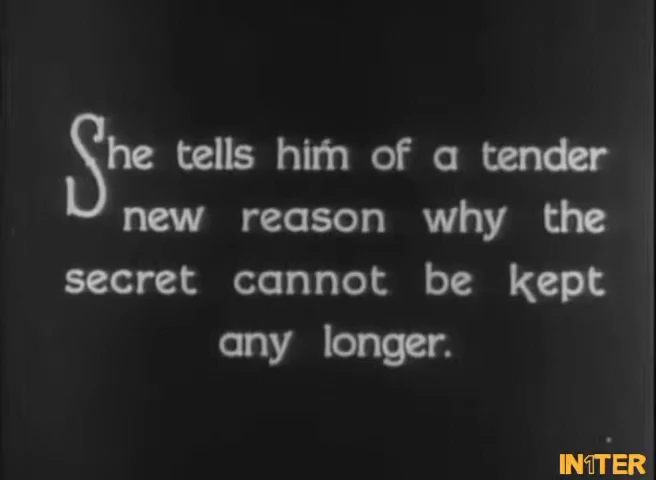 She tells him of a tender
new reason why the
secret cannot be kept
any longer.
IN1TER